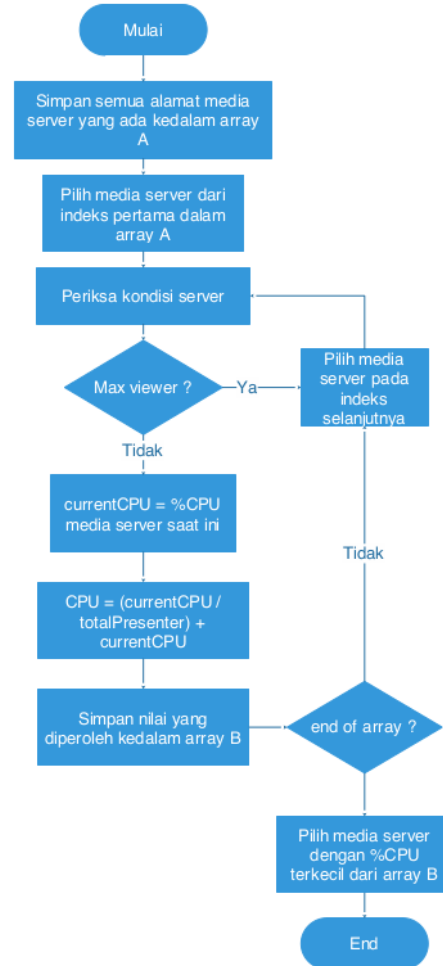 Mulai
Simpan semua alamat media
server yang ada kedalam array
A
Pilih media server dari
indeks pertama dalam
array A
Periksa kondisi server
Max viewer ?
Ya
Pilih media
server pada
indeks
selanjutnya
Tidak
currentCPU = %CPU
media server saat ini
CPU = (currentCPU /
totalPresenter) +
currentCPU
Tidak
Simpan nilai yang
diperoleh kedalam array B
end of array ?
Pilih media server
dengan %CPU
terkecil dari array B
End